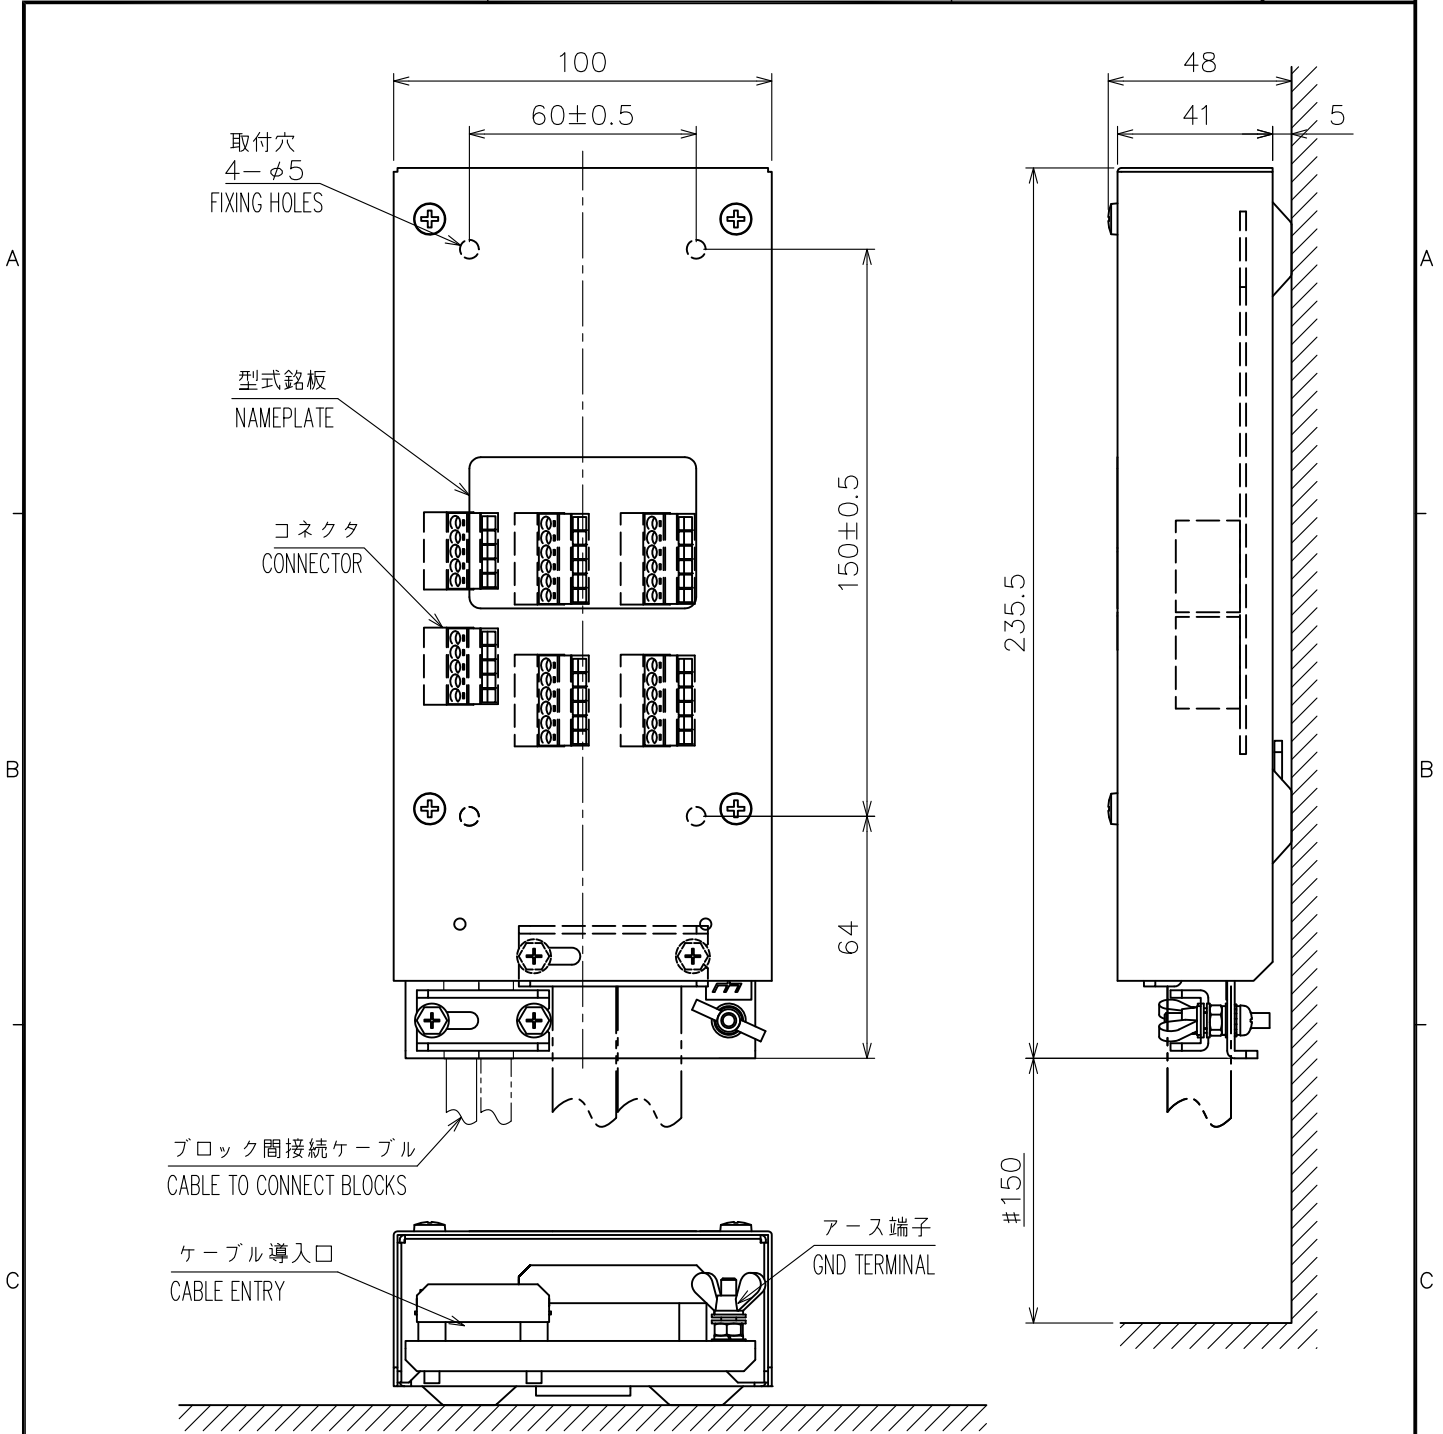 100
48
60±0.5
41
5
取付穴
4-φ5
FIXING HOLES
A
A
型式銘板
NAMEPLATE
コネクタ
CONNECTOR
150±0.5
235.5
B
B
64
ブロック間接続ケーブル
CABLE TO CONNECT BLOCKS
#150
アース端子
GND TERMINAL
ケーブル導入口
CABLE ENTRY
C
C